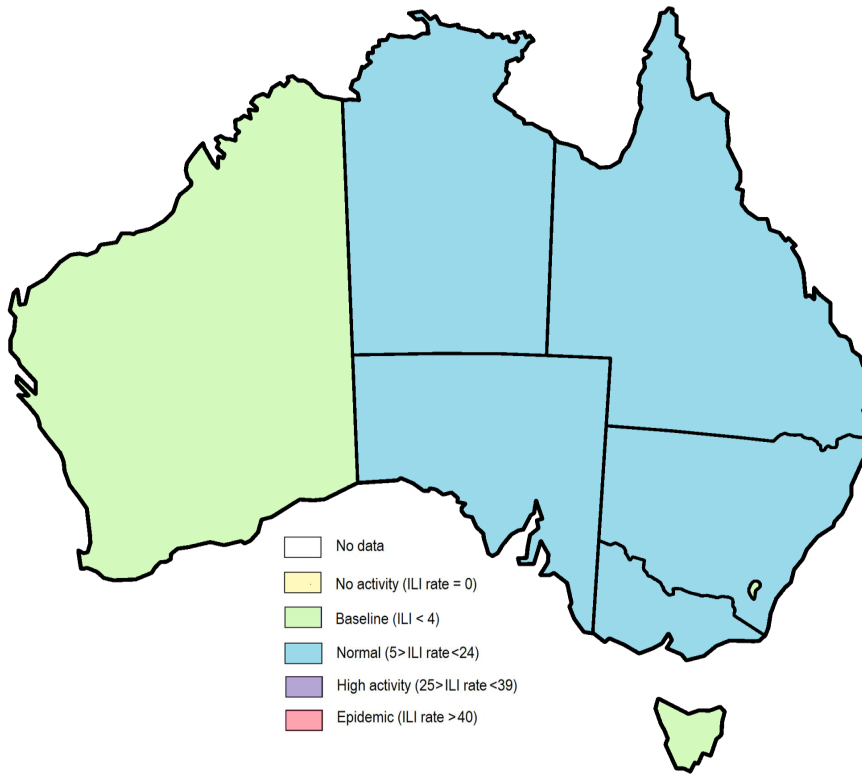 No data
No activity (ILI rate = 0)
Baseline (ILI < 4)
Normal (5> ILI rate <24)
High activity (25> ILI rate <39)
Epidemic (ILI rate >40)